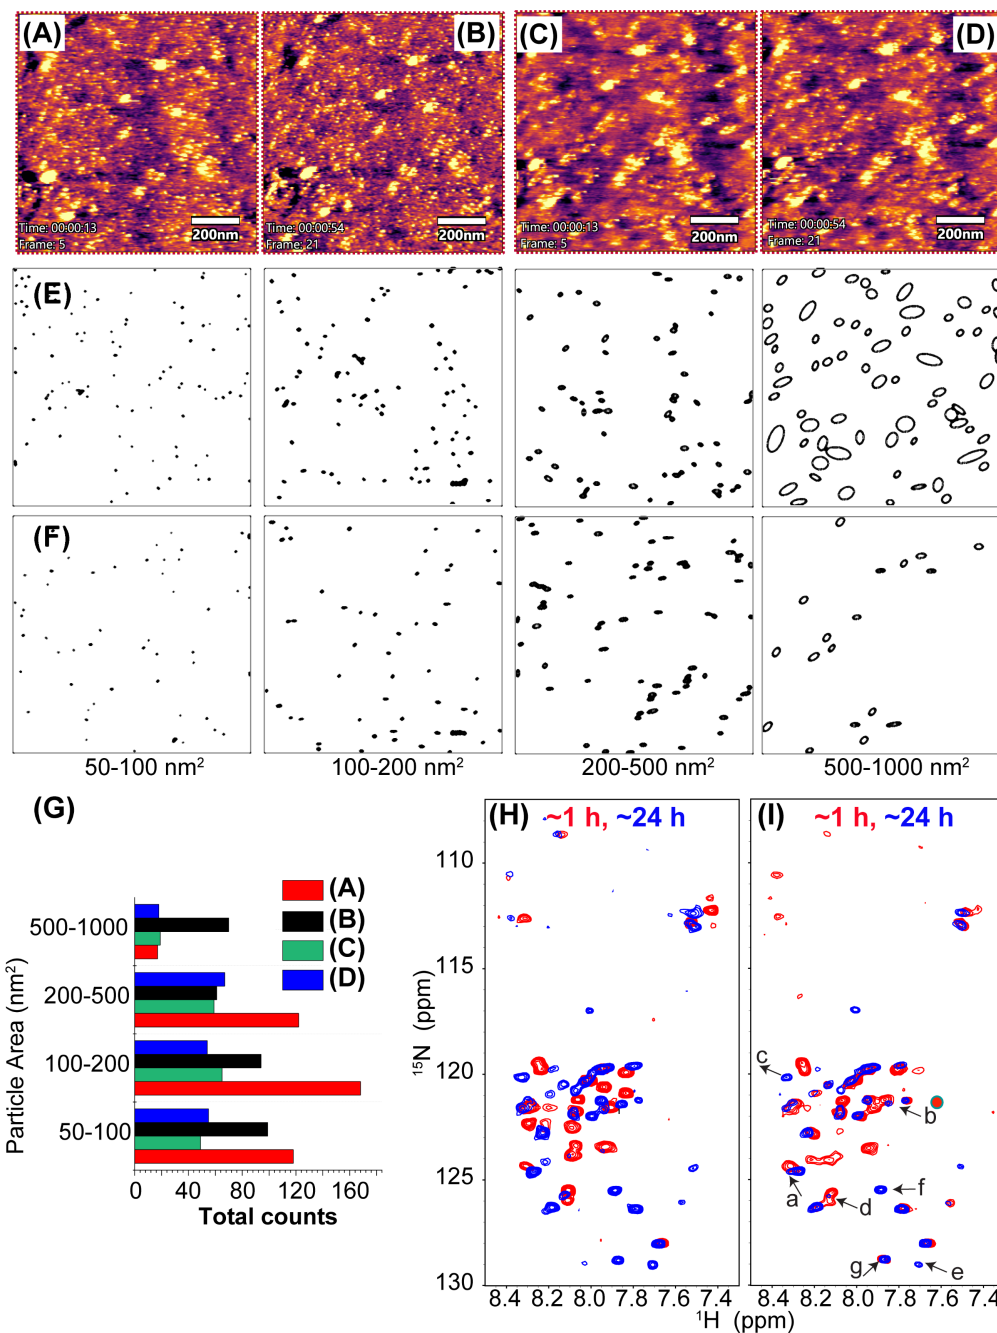 (A)
(B)
(C)
(D)
Time: 00:00:13
Frame: 5
200nm
Time: 00:00:54
Frame: 21
200nm
Time: 00:00:13
Frame: 5
200nm
Time: 00:00:54
Frame: 21
200nm
(E)
(F)
50-100 nm²
100-200 nm²
200-500 nm²
500-1000 nm²
(G)
(A)
(B)
(C)
(D)
Particle Area (nm²)
500-1000
200-500
100-200
50-100
0 40 80 120 160
Total counts
(H) ~1 h, ~24 h
(I) ~1 h, ~24 h
¹⁵N (ppm)
110
115
120
125
130
c
b
a
f
d
g
e
8.4 8.2 8.0 7.8 7.6 7.4
8.4 8.2 8.0 7.8 7.6 7.4
¹H (ppm)